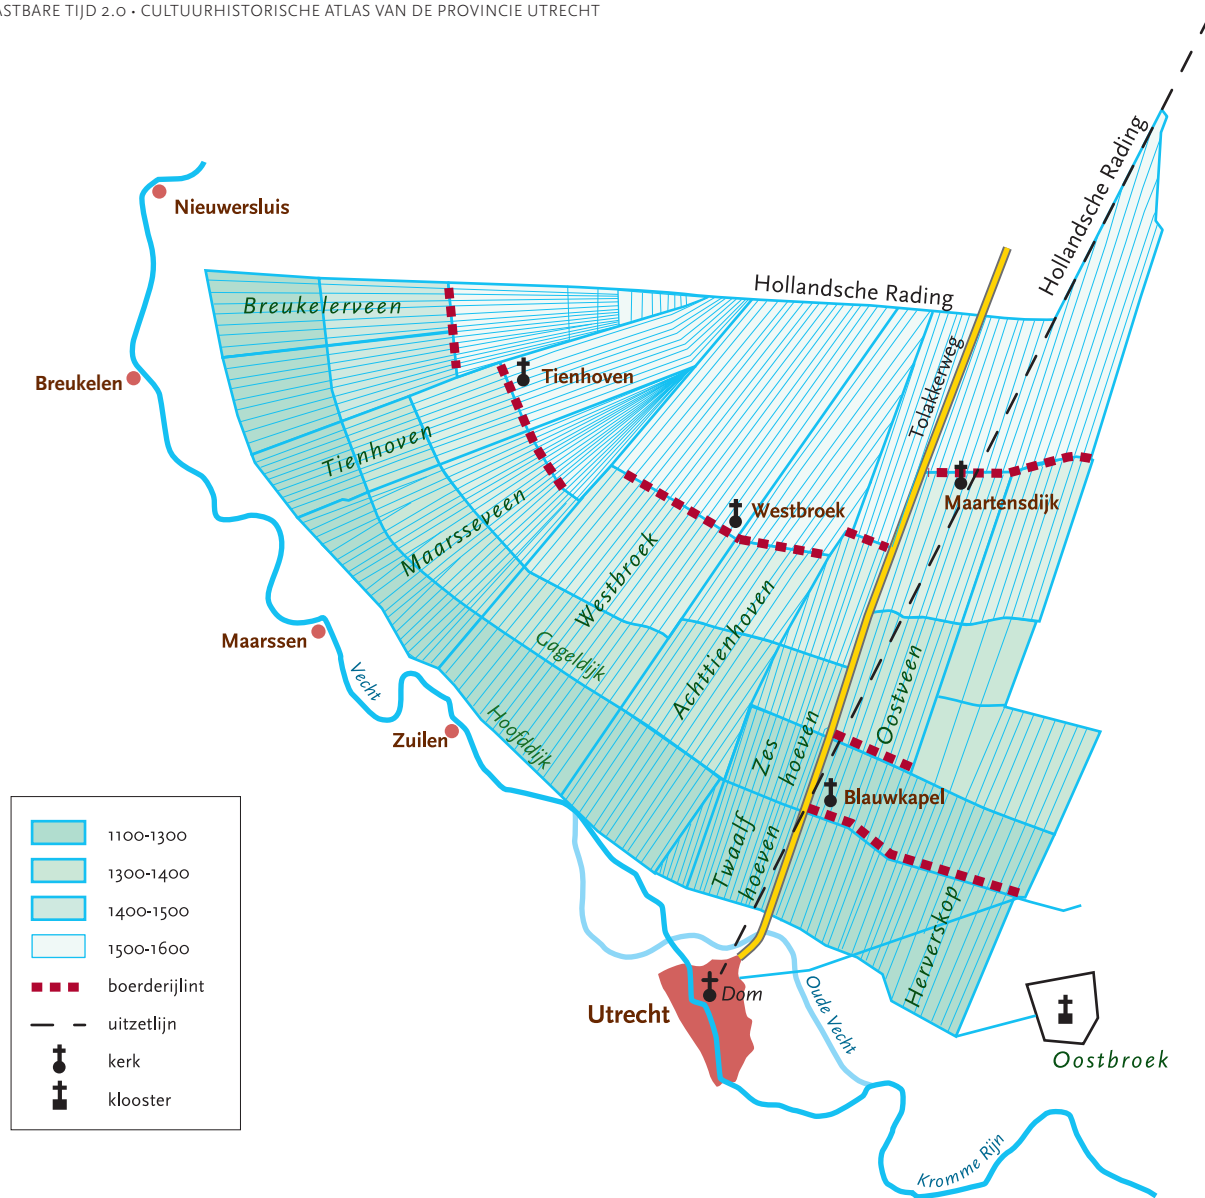 ASTBARE TIJD 2.0 • CULTUURHISTORISCHE ATLAS VAN DE PROVINCIE UTRECHT
Hollandsche Rading
Nieuwersluis
Hollandsche Rading
Breukelerveen
Tolakkerweg
Breukelen
Tienhoven
Tienhoven
Maartensdijk
Westbroek
Maarsseveen
Westbroek
Achttienhoven
Gageldijk
Maarssen
Vecht
Oostveen
Zuilen
Hoofddijk
Zes
hoeven
Blauwkapel
Twaalf
hoeven
Herverskop
Utrecht
Dom
Oude Vecht
Oostbroek
Kromme Rijn
1100-1300
1300-1400
1400-1500
1500-1600
boerderijlint
uitzetlijn
kerk
klooster